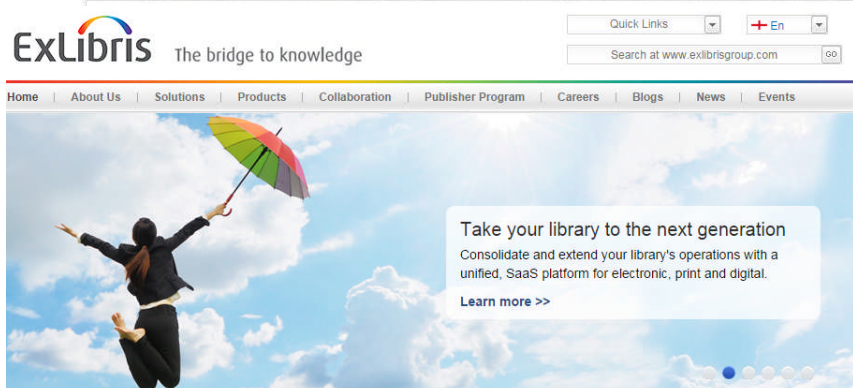 ExLibris The bridge to knowledge
Quick Links
En
Search at www.exlibrisgroup.com GO
Home | About Us | Solutions | Products | Collaboration | Publisher Program | Careers | Blogs | News | Events
Take your library to the next generation
Consolidate and extend your library's operations with a
unified, SaaS platform for electronic, print and digital.
Learn more >>